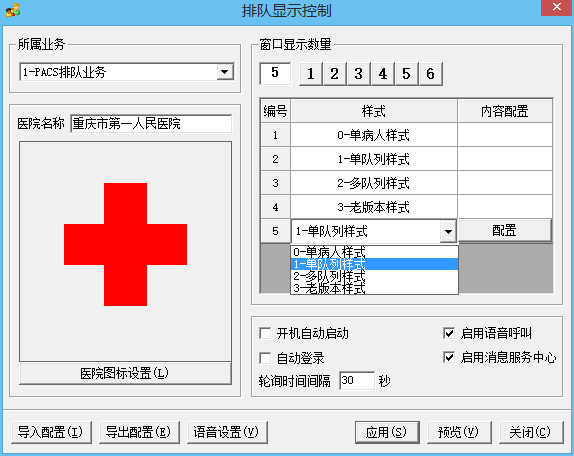 排队显示控制
所属业务
1-PACS排队业务
医院名称 重庆市第一人民医院
医院图标设置(L)
窗口显示数量
5 1 2 3 4 5 6
编号 样式 内容配置
1 0-单病人样式
2 1-单队列样式
3 2-多队列样式
4 3-老版本样式
5 1-单队列样式 配置
0-单病人样式
1-单队列样式
2-多队列样式
3-老版本样式
开机自动启动 启用语音呼叫
自动登录 启用消息服务中心
轮询时间间隔 30 秒
导入配置(I) 导出配置(E) 语音设置(V) 应用(S) 预览(V) 关闭(C)